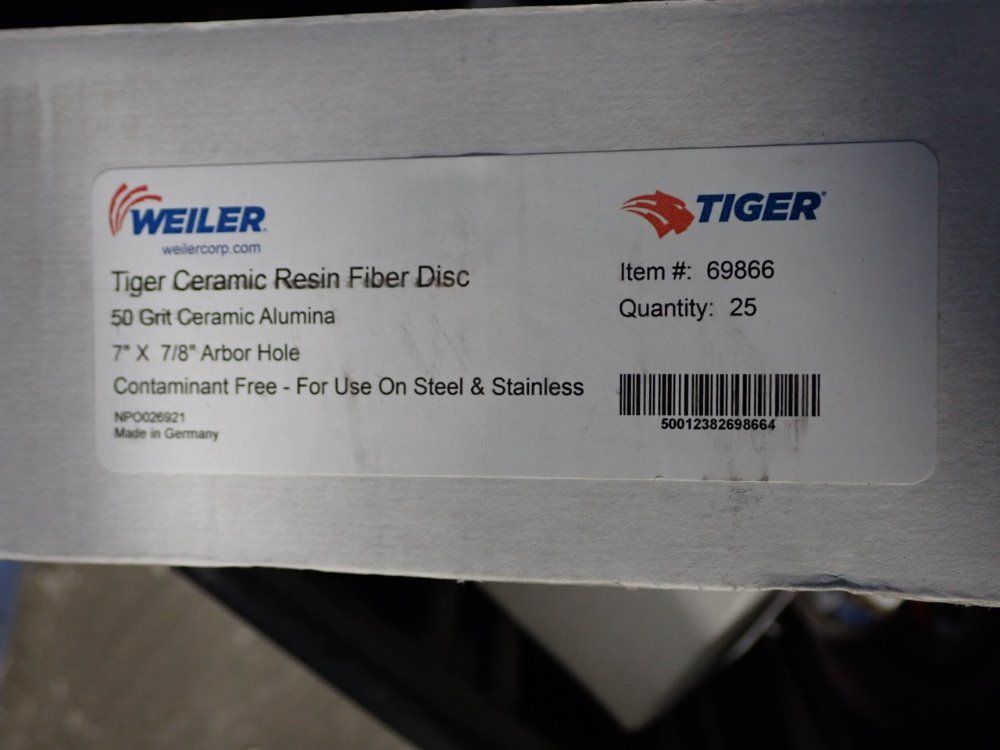 WEILER
weilercorp.com
Tiger Ceramic Resin Fiber Disc
50 Grit Ceramic Alumina
7" X 7/8" Arbor Hole
Contaminant Free - For Use On Steel & Stainless
NPO026921
Made in Germany
TIGER®
Item #: 69866
Quantity: 25
50012382698664